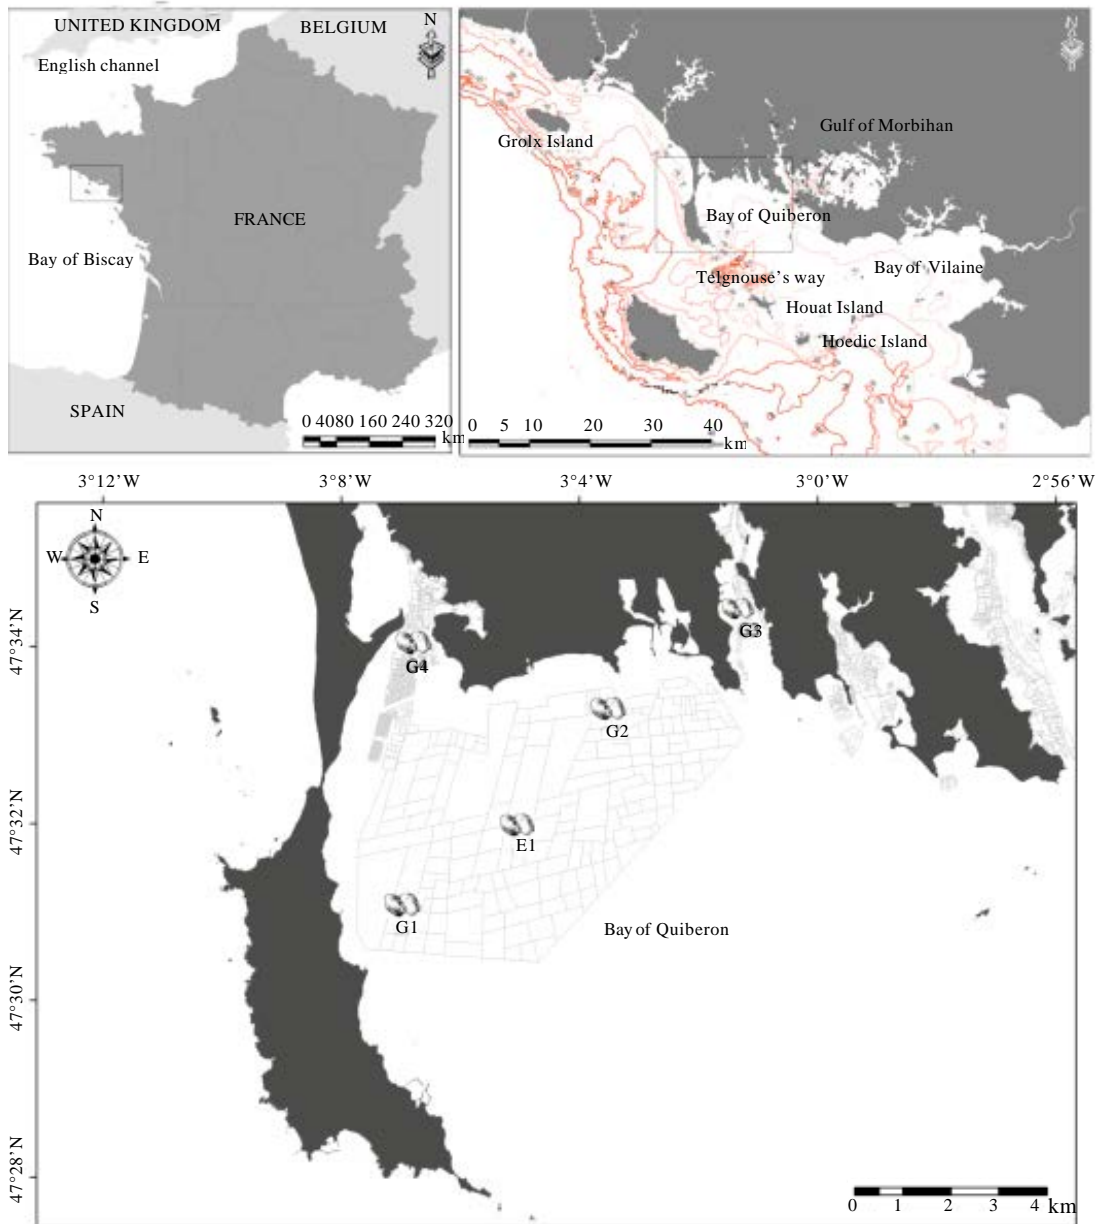 UNITED KINGDOM
BELGIUM
N
English channel
FRANCE
Bay of Biscay
SPAIN
0 4080 160 240 320
km
N
Grolx Island
Gulf of Morbihan
Bay of Quiberon
Telgnouse's way
Bay of Vilaine
Houat Island
Hoedic Island
0 5 10 20 30 40
km
3°12'W 3°8'W 3°4'W 3°0'W 2°56'W
N
W E
S
47°34'N
47°32'N
47°30'N
47°28'N
G4
G3
G2
E1
G1
Bay of Quiberon
0 1 2 3 4 km